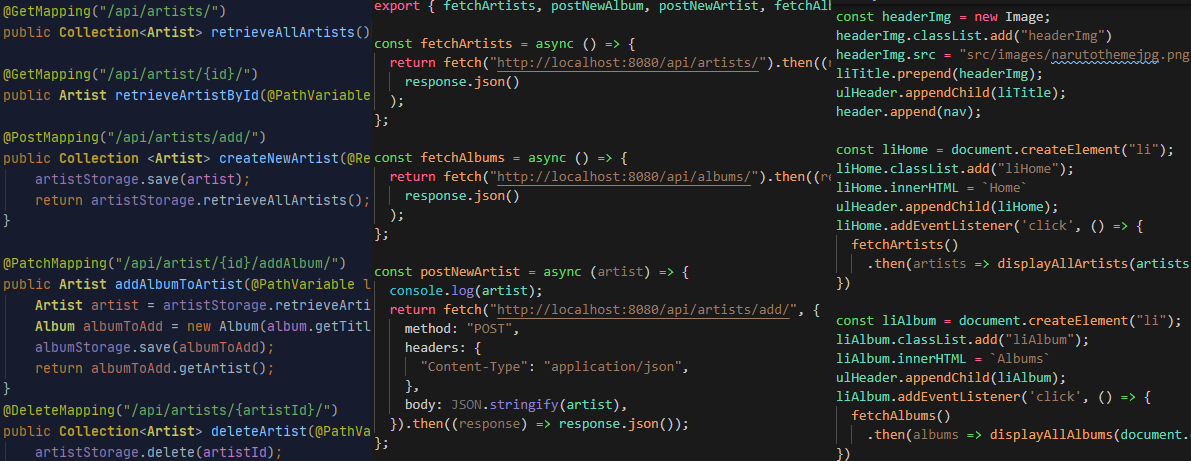 @GetMapping("/api/artists/")
public Collection<Artist> retrieveAllArtists()
@GetMapping("/api/artist/{id}/")
public Artist retrieveArtistById(@PathVariable
@PostMapping("/api/artists/add/")
public Collection <Artist> createNewArtist(@Re
artistStorage.save(artist);
return artistStorage.retrieveAllArtists();
}
@PatchMapping("/api/artist/{id}/addAlbum/")
public Artist addAlbumToArtist(@PathVariable l
Artist artist = artistStorage.retrieveArti
Album albumToAdd = new Album(album.getTitl
albumStorage.save(albumToAdd);
return albumToAdd.getArtist();
}
@DeleteMapping("/api/artists/{artistId}/")
public Collection<Artist> deleteArtist(@PathVa
artistStorage.delete(artistId);
export { fetchArtists, postNewAlbum, postNewArtist, fetchAl
const fetchArtists = async () => {
return fetch("http://localhost:8080/api/artists/").then((r
response.json()
);
};
const fetchAlbums = async () => {
return fetch("http://localhost:8080/api/albums/").then((re
response.json()
);
};
const postNewArtist = async (artist) => {
console.log(artist);
return fetch("http://localhost:8080/api/artists/add/", {
method: "POST",
headers: {
"Content-Type": "application/json",
},
body: JSON.stringify(artist),
}).then((response) => response.json());
};
const headerImg = new Image;
headerImg.classList.add("headerImg")
headerImg.src = "src/images/narutothemejpg.png
liTitle.prepend(headerImg);
ulHeader.appendChild(liTitle);
header.append(nav);
const liHome = document.createElement("li");
liHome.classList.add("liHome");
liHome.innerHTML = `Home`
ulHeader.appendChild(liHome);
liHome.addEventListener('click', () => {
fetchArtists()
.then(artists => displayAllArtists(artists
})
const liAlbum = document.createElement("li");
liAlbum.classList.add("liAlbum");
liAlbum.innerHTML = `Albums`
ulHeader.appendChild(liAlbum);
liAlbum.addEventListener('click', () => {
fetchAlbums()
.then(albums => displayAllAlbums(document.
})